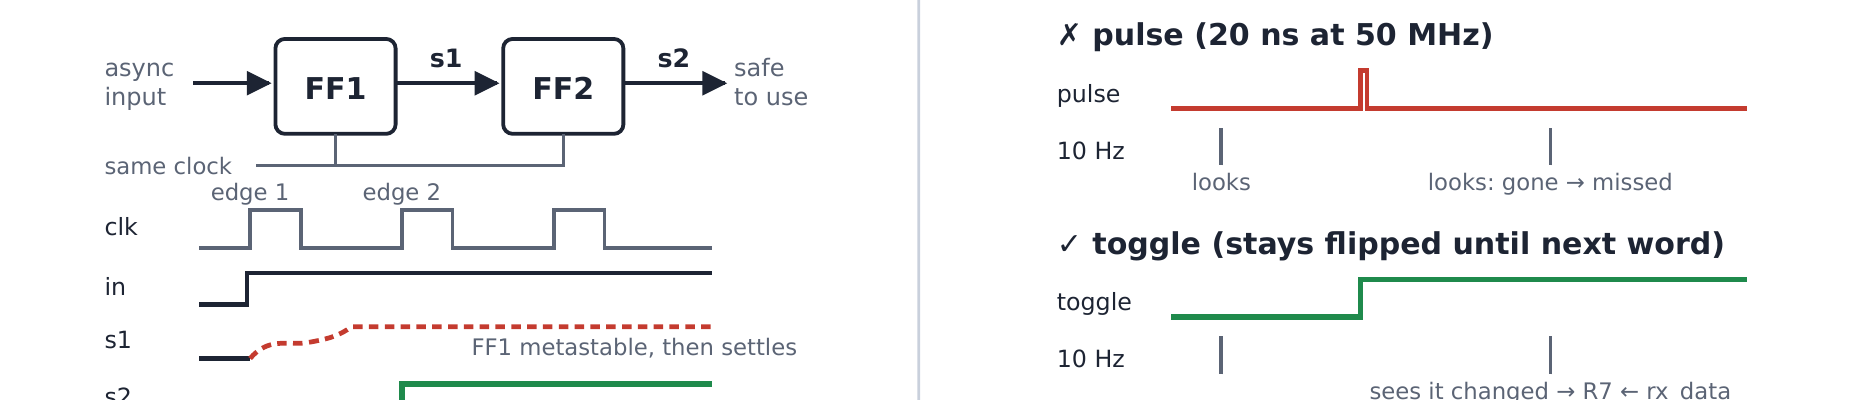 async
input
FF1
s1
FF2
s2
safe
to use
same clock
edge 1
edge 2
clk
in
s1
FF1 metastable, then settles
s2
✗ pulse (20 ns at 50 MHz)
pulse
10 Hz
looks
looks: gone → missed
✓ toggle (stays flipped until next word)
toggle
10 Hz
sees it changed → R7 ← rx_data